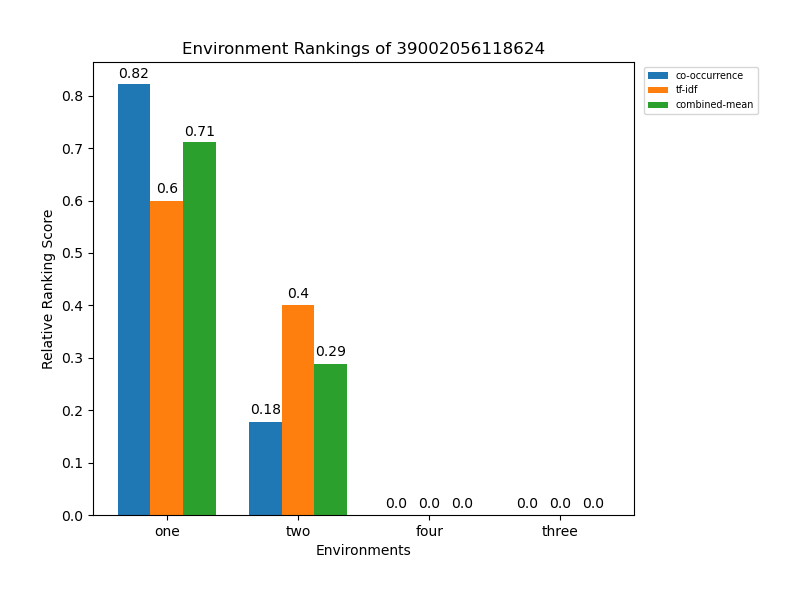 Environment Rankings of 39002056118624
co-occurrence
tf-idf
combined-mean
Relative Ranking Score
0.8
0.7
0.6
0.5
0.4
0.3
0.2
0.1
0.0
0.82
0.6
0.71
0.18
0.4
0.29
0.0 0.0 0.0 0.0 0.0 0.0
one two four three
Environments